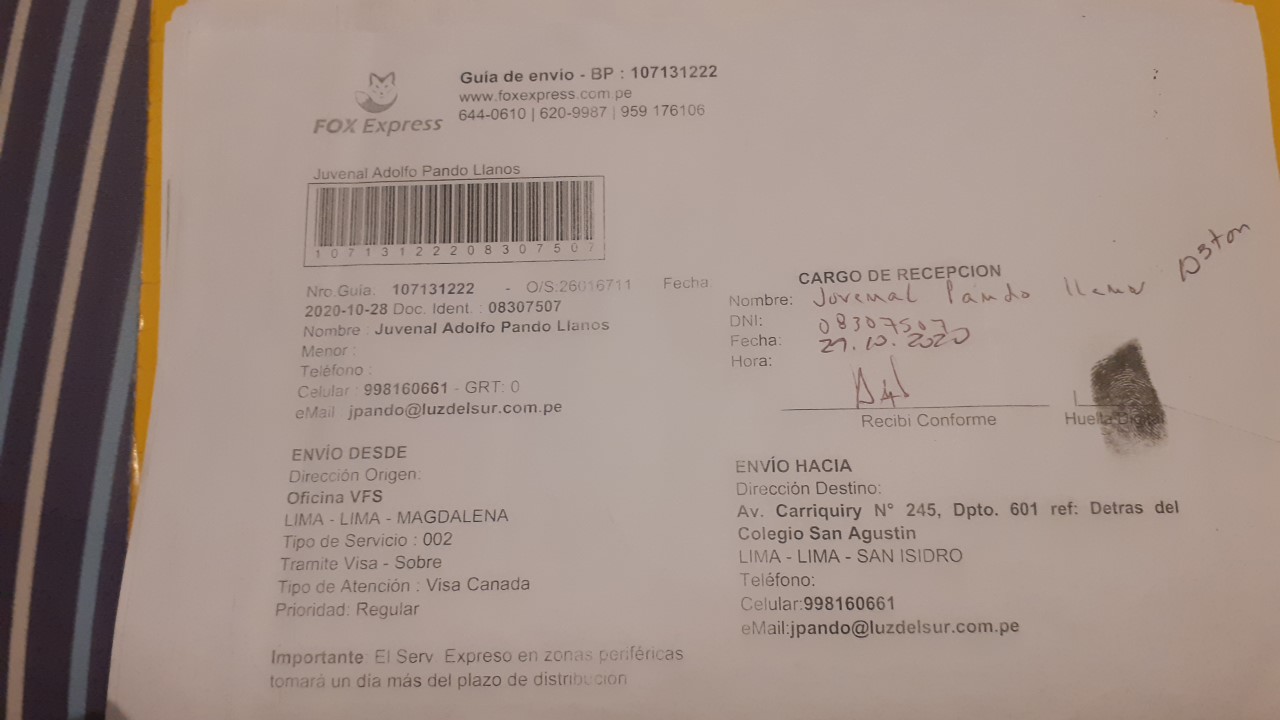 Guia de envio - BP : 107131222
www.foxexpress.com.pe
644-0610 | 620-9987 | 959 176106
FOX Express
Juvenal Adolfo Pando Llanos
10713122208307507
Nro.Guia. 107131222 - O/S:26016711 Fecha.
2020-10-28 Doc. Ident. : 08307507
Nombre : Juvenal Adolfo Pando Llanos
Menor :
Teléfono :
Celular : 998160661 - GRT: 0
eMail jpando@luzdelsur.com.pe
CARGO DE RECEPCION
Nombre: Juvenal Pando Llanos
DNI: 08307507
Fecha: 29.10.2020
Hora:
Recibi Conforme
Huella Digital
ENVÍO DESDE
Dirección Origen:
Oficina VFS
LIMA - LIMA - MAGDALENA
Tipo de Servicio : 002
Tramite Visa - Sobre
Tipo de Atención : Visa Canada
Prioridad: Regular
ENVÍO HACIA
Dirección Destino:
Av. Carriquiry N° 245, Dpto. 601 ref: Detras del
Colegio San Agustin
LIMA - LIMA - SAN ISIDRO
Teléfono:
Celular:998160661
eMail:jpando@luzdelsur.com.pe
Importante El Serv Expreso en zonas periféricas
tomará un día más del plazo de distribución